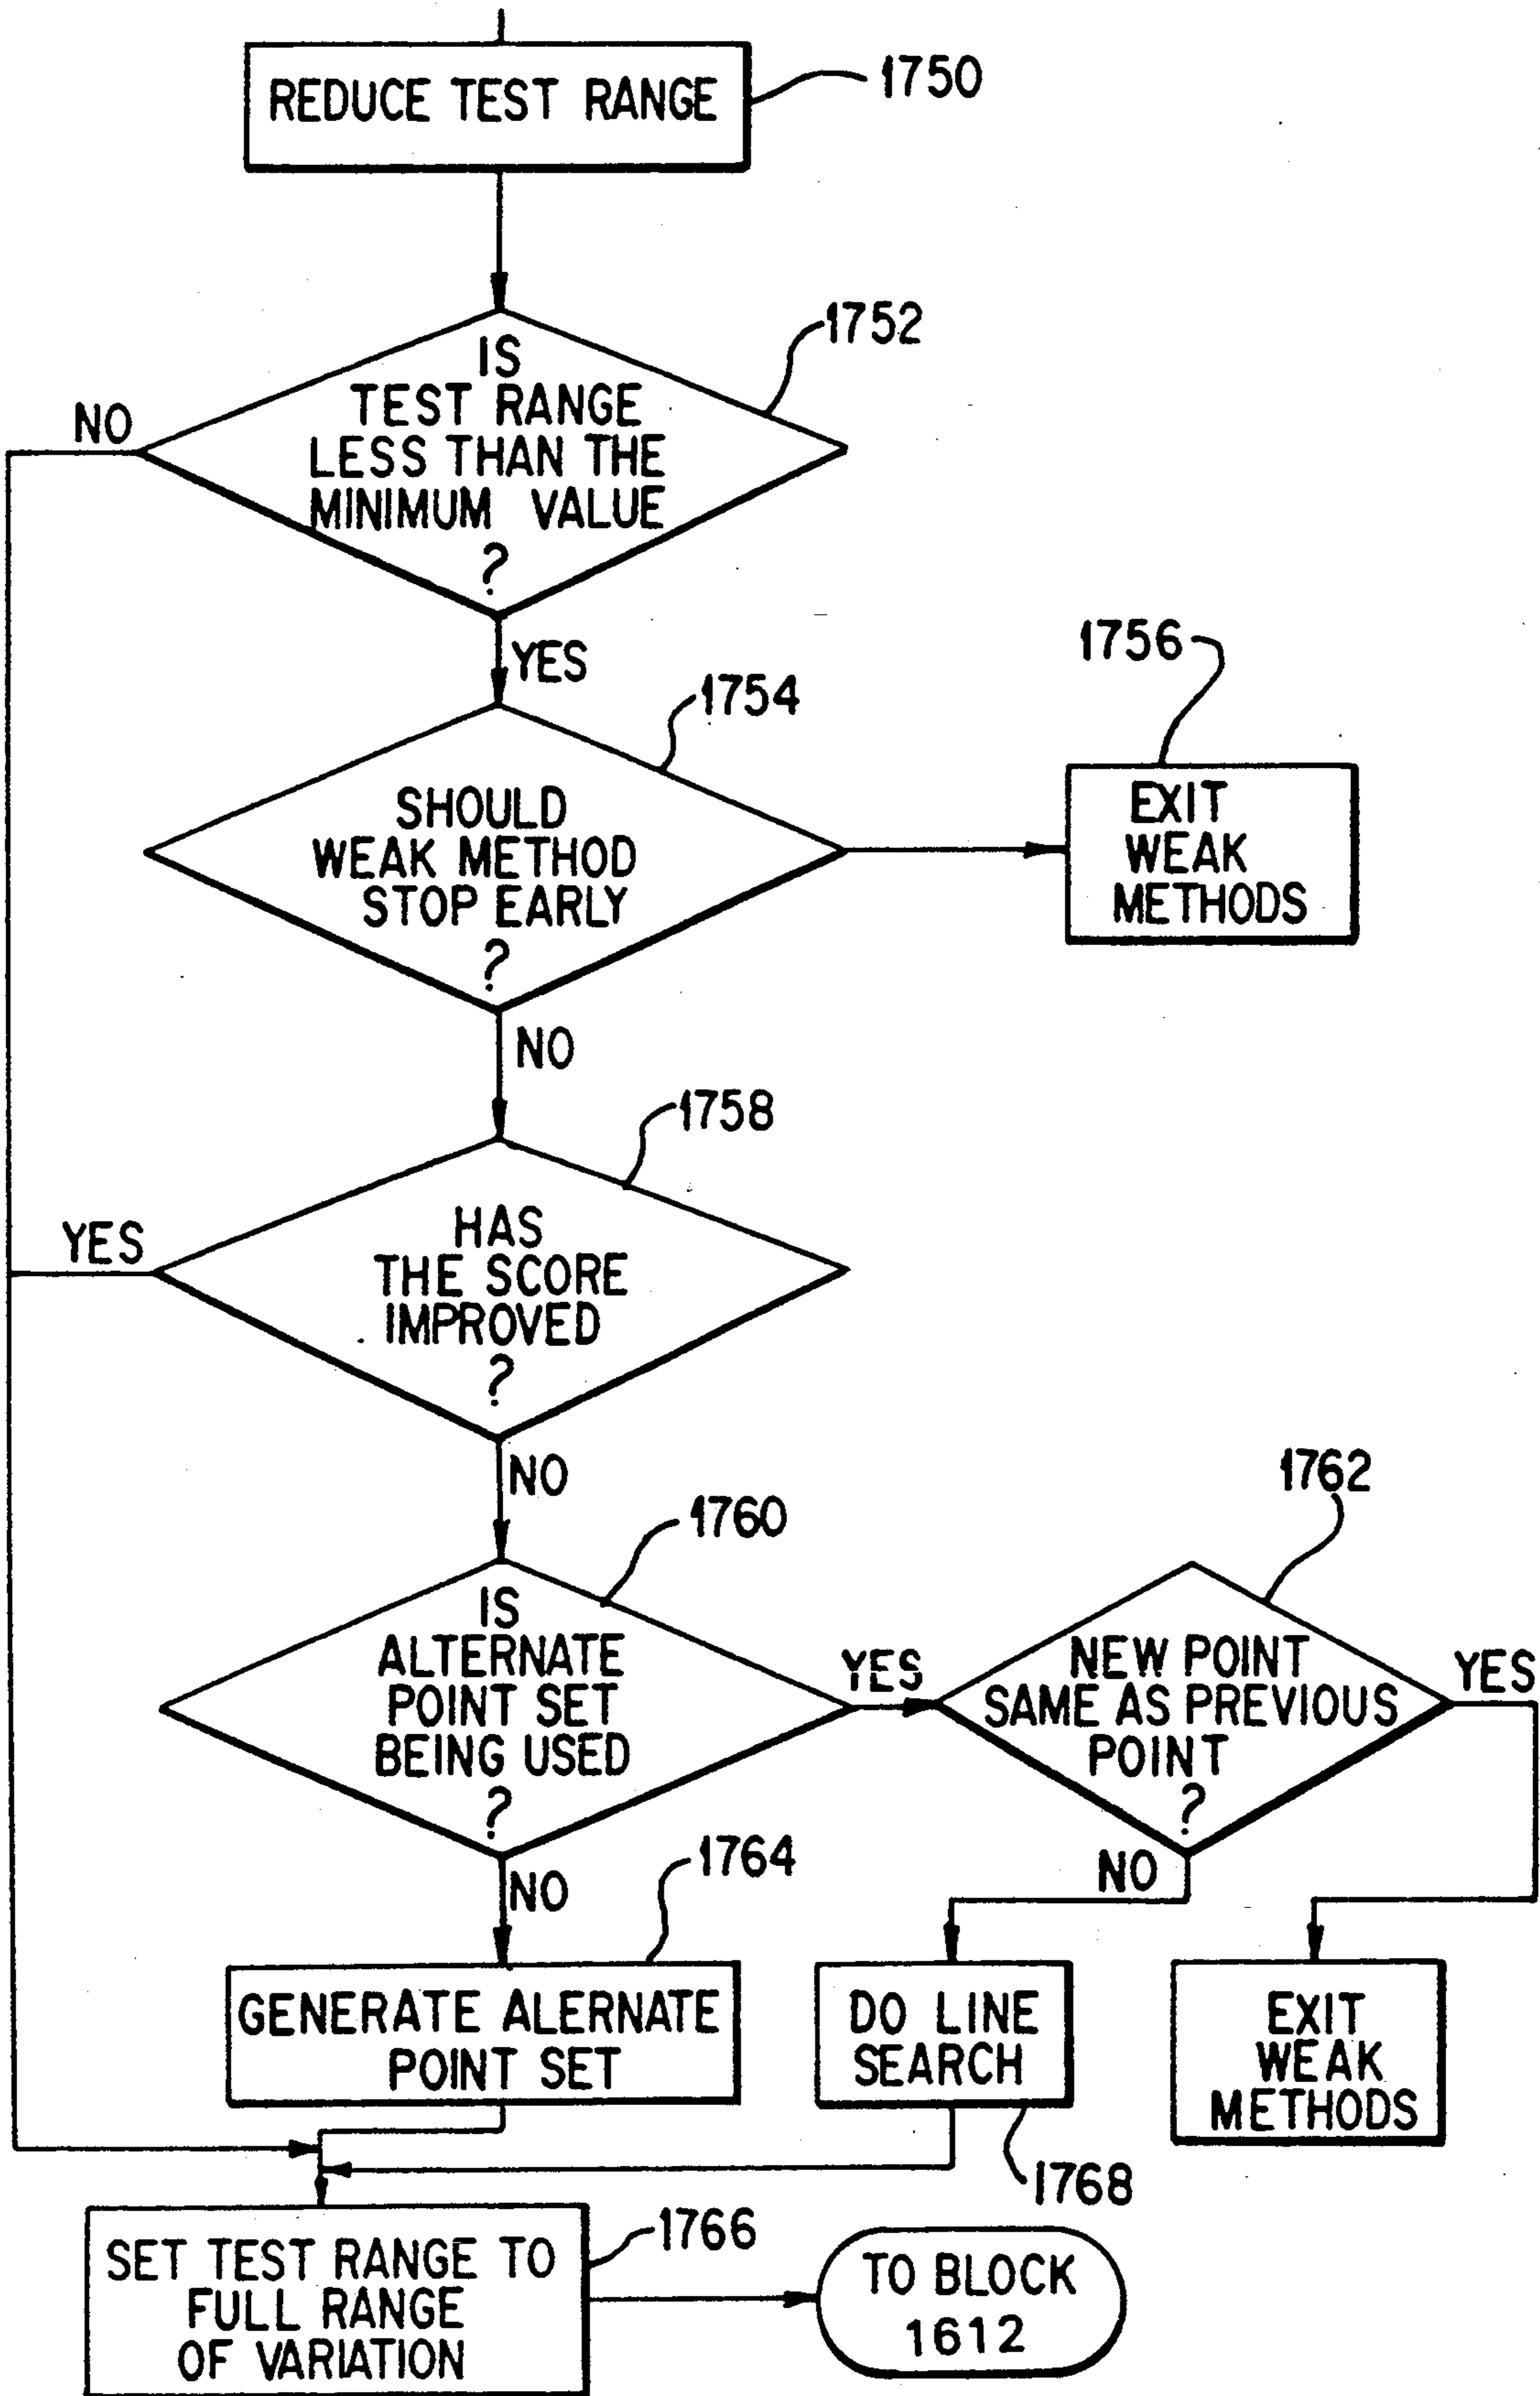 REDUCE TEST RANGE
1750
IS
TEST RANGE
LESS THAN THE
MINIMUM VALUE
?
1752
NO
YES
SHOULD
WEAK METHOD
STOP EARLY
?
1754
EXIT
WEAK
METHODS
1756
NO
HAS
THE SCORE
IMPROVED
?
1758
YES
NO
IS
ALTERNATE
POINT SET
BEING USED
?
1760
YES
NEW POINT
SAME AS PREVIOUS
POINT
?
1762
YES
NO
NO
GENERATE ALERNATE
POINT SET
1764
DO LINE
SEARCH
1768
EXIT
WEAK
METHODS
SET TEST RANGE TO
FULL RANGE
OF VARIATION
1766
TO BLOCK
1612